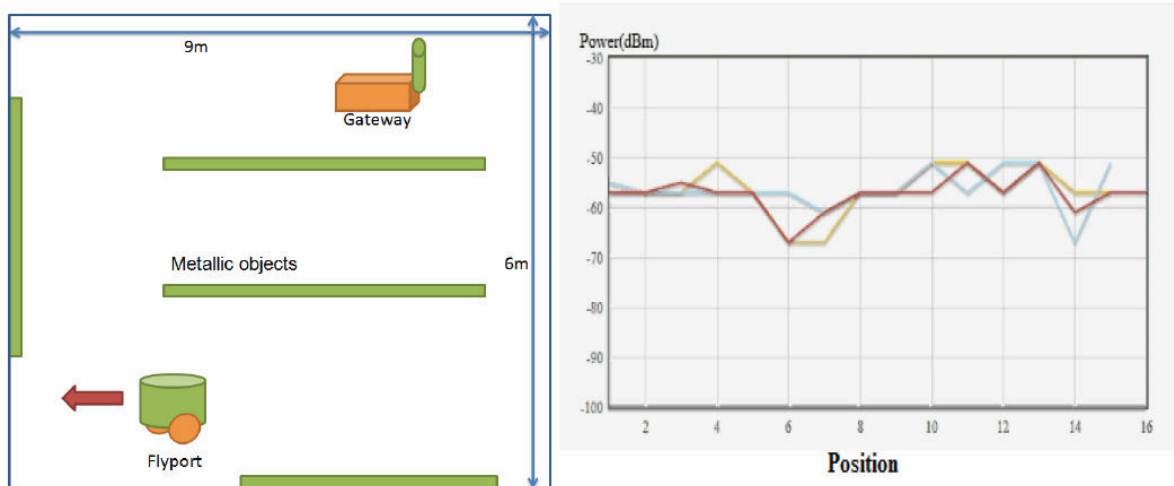 9m
Gateway
Metallic objects
6m
Flyport
Power(dBm)
-30
-40
-50
-60
-70
-80
-90
-100
2 4 6 8 10 12 14 16
Position